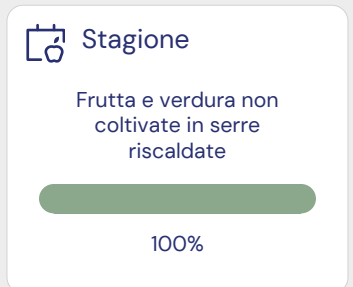 Stagione
Frutta e verdura non
coltivate in serre
riscaldate
100%